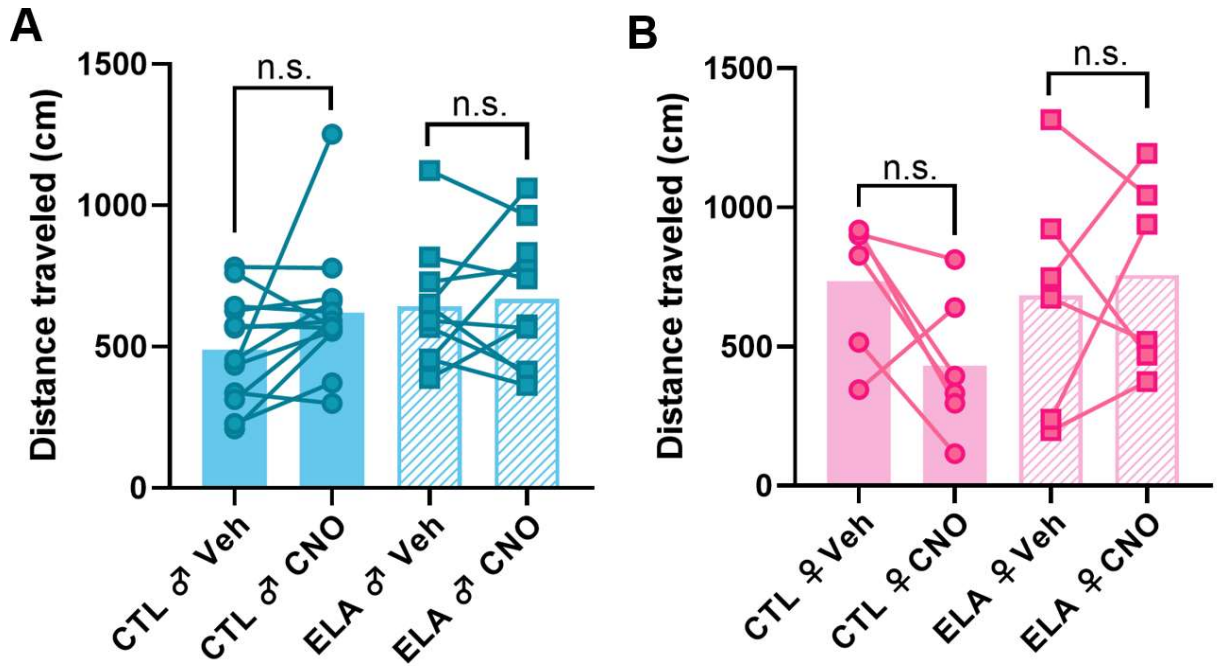 A
Distance traveled (cm)
1500
1000
500
0
n.s.
n.s.
CTL ♂ Veh
CTL ♂ CNO
ELA ♂ Veh
ELA ♂ CNO
B
Distance traveled (cm)
1500
1000
500
0
n.s.
n.s.
CTL ♀ Veh
CTL ♀ CNO
ELA ♀ Veh
ELA ♀ CNO